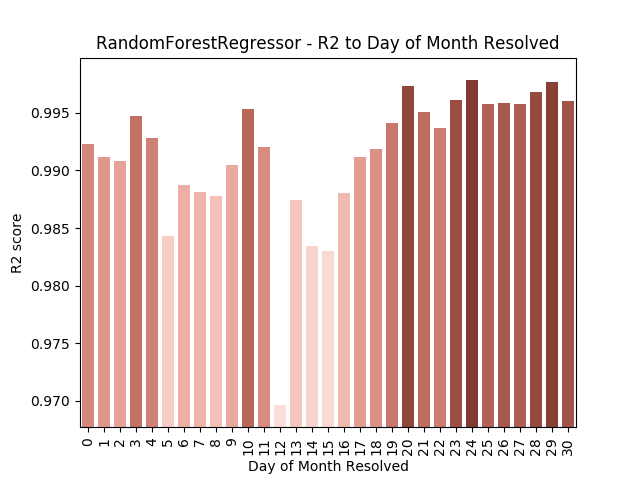 RandomForestRegressor - R2 to Day of Month Resolved
0.995
0.990
0.985
0.980
0.975
0.970
R2 score
0 1 2 3 4 5 6 7 8 9 10 11 12 13 14 15 16 17 18 19 20 21 22 23 24 25 26 27 28 29 30
Day of Month Resolved